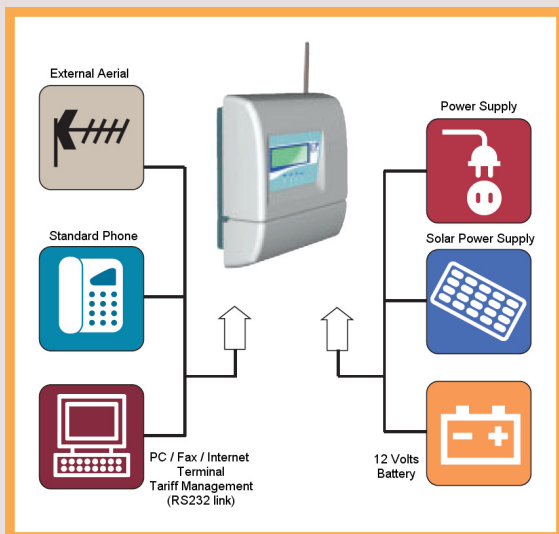 External Aerial
Power Supply
Standard Phone
Solar Power Supply
PC / Fax / Internet
Terminal
Tariff Management
(RS232 link)
12 Volts
Battery